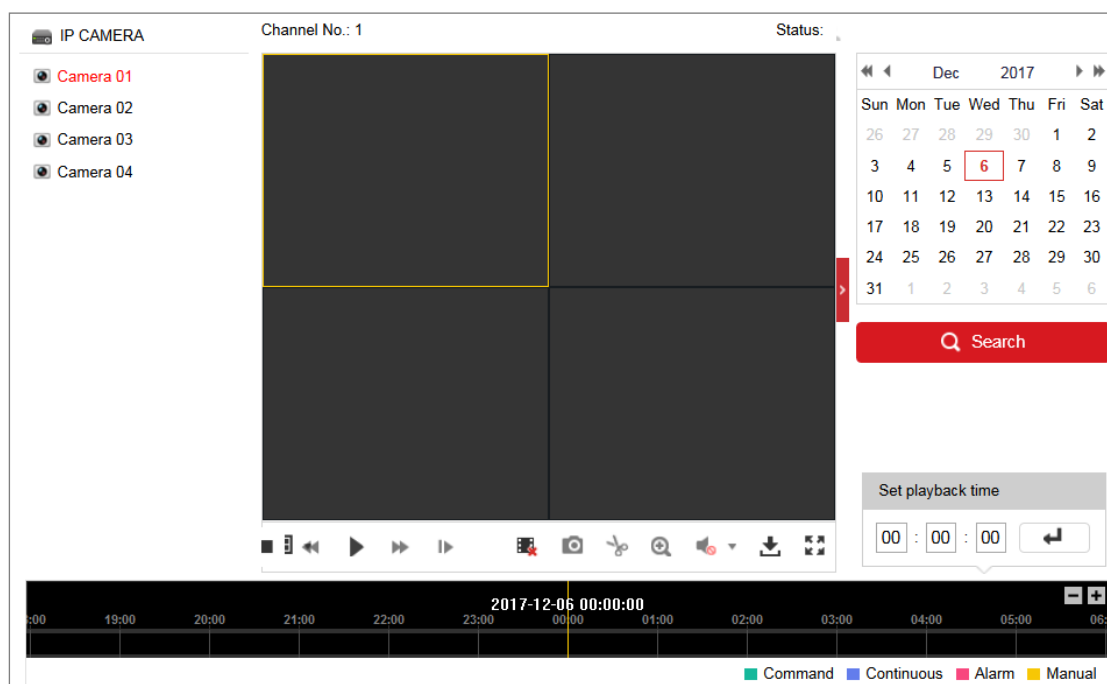 IP CAMERA
Channel No.: 1
Status:
Camera 01
Camera 02
Camera 03
Camera 04
Dec 2017
Sun Mon Tue Wed Thu Fri Sat
26 27 28 29 30 1 2
3 4 5 6 7 8 9
10 11 12 13 14 15 16
17 18 19 20 21 22 23
24 25 26 27 28 29 30
31 1 2 3 4 5 6
Search
Set playback time
00 : 00 : 00
2017-12-06 00:00:00
:00 19:00 20:00 21:00 22:00 23:00 00:00 01:00 02:00 03:00 04:00 05:00 06:
Command Continuous Alarm Manual